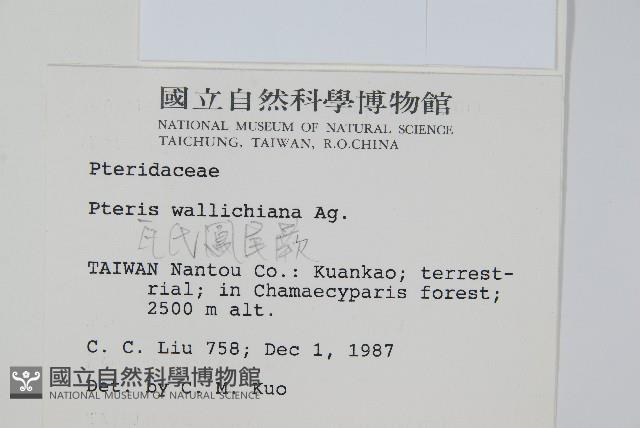 國立自然科學博物館
NATIONAL MUSEUM OF NATURAL SCIENCE
TAICHUNG, TAIWAN, R.O.CHINA
Pteridaceae
Pteris wallichiana Ag.
瓦氏鳳尾蕨
TAIWAN Nantou Co.: Kuankao; terrest-
rial; in Chamaecyparis forest;
2500 m alt.
C. C. Liu 758; Dec 1, 1987
Det. by C. M. Kuo
國立自然科學博物館
NATIONAL MUSEUM OF NATURAL SCIENCE